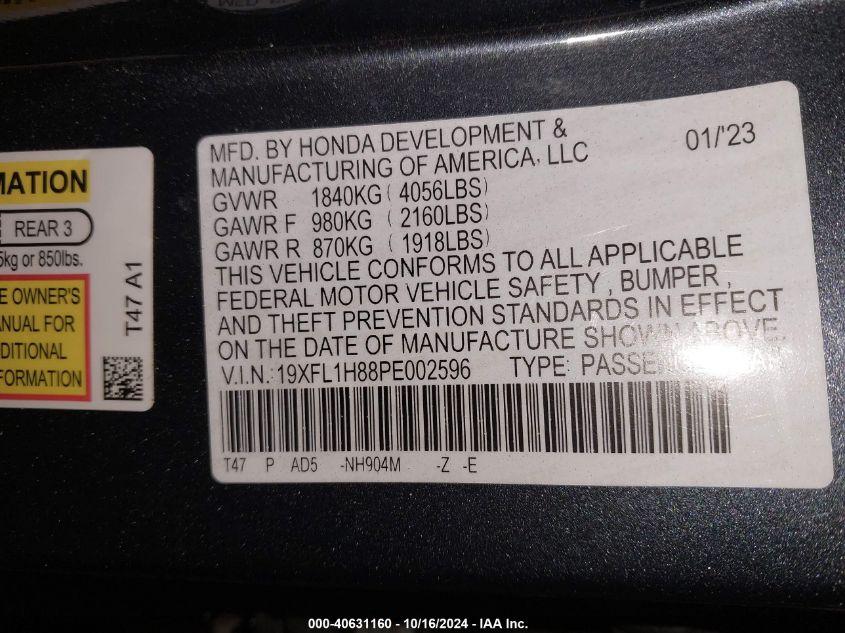 MATION
REAR 3
5kg or 850lbs.
E OWNER'S
ANUAL FOR
DITIONAL
FORMATION
T47 A1
MFD. BY HONDA DEVELOPMENT & 01/'23
MANUFACTURING OF AMERICA, LLC
GVWR 1840KG ( 4056LBS)
GAWR F 980KG ( 2160LBS)
GAWR R 870KG ( 1918LBS)
THIS VEHICLE CONFORMS TO ALL APPLICABLE
FEDERAL MOTOR VEHICLE SAFETY , BUMPER ,
AND THEFT PREVENTION STANDARDS IN EFFECT
ON THE DATE OF MANUFACTURE SHOWN ABOVE.
V.I.N.: 19XFL1H88PE002596 TYPE: PASSEN
T47 P AD5 -NH904M -Z -E
000-40631160 - 10/16/2024 - IAA Inc.